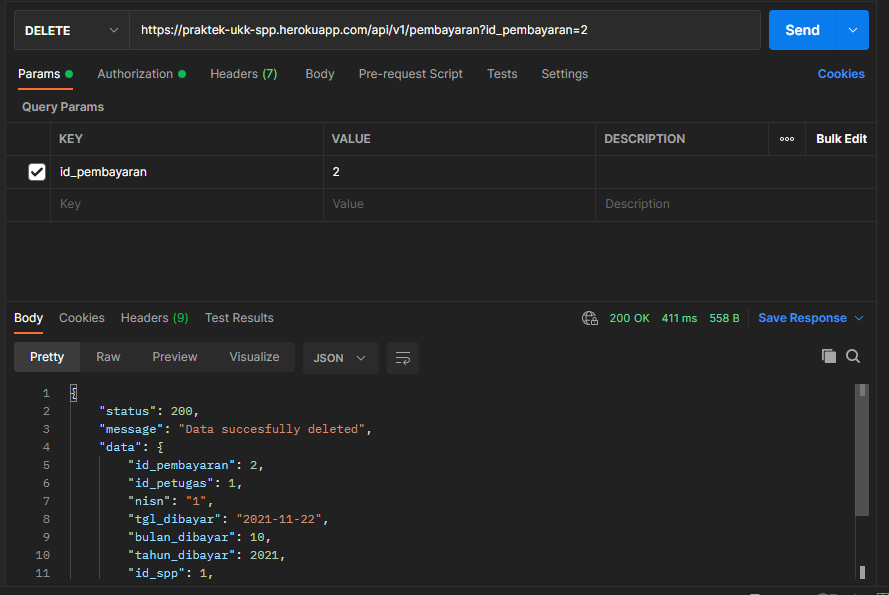 DELETE https://praktek-ukk-spp.herokuapp.com/api/v1/pembayaran?id_pembayaran=2 Send
Params Authorization Headers (7) Body Pre-request Script Tests Settings Cookies
Query Params
KEY VALUE DESCRIPTION ooo Bulk Edit
id_pembayaran 2
Key Value Description
Body Cookies Headers (9) Test Results 200 OK 411 ms 558 B Save Response
Pretty Raw Preview Visualize JSON
1 {
2 "status": 200,
3 "message": "Data succesfully deleted",
4 "data": {
5 "id_pembayaran": 2,
6 "id_petugas": 1,
7 "nisn": "1",
8 "tgl_dibayar": "2021-11-22",
9 "bulan_dibayar": 10,
10 "tahun_dibayar": 2021,
11 "id_spp": 1,